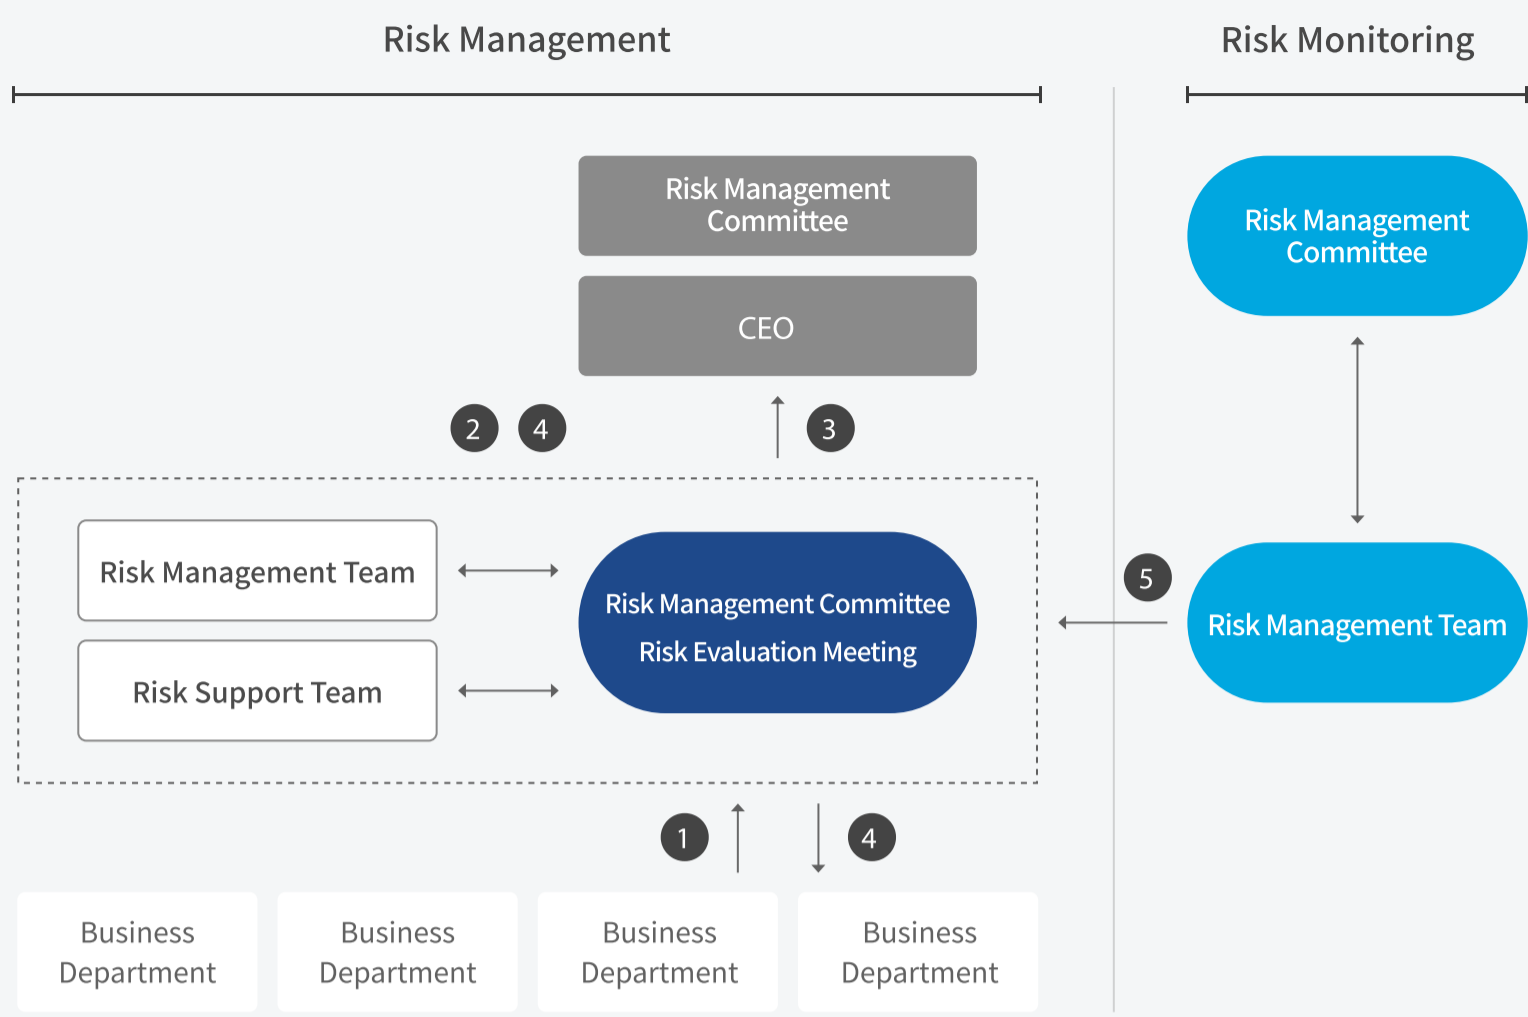 Risk Management
Risk Monitoring
Risk Management
Committee
CEO
Risk Management
Committee
2 4 3
Risk Management Team
Risk Support Team
Risk Management Committee
Risk Evaluation Meeting
5
Risk Management Team
1 4
Business
Department
Business
Department
Business
Department
Business
Department